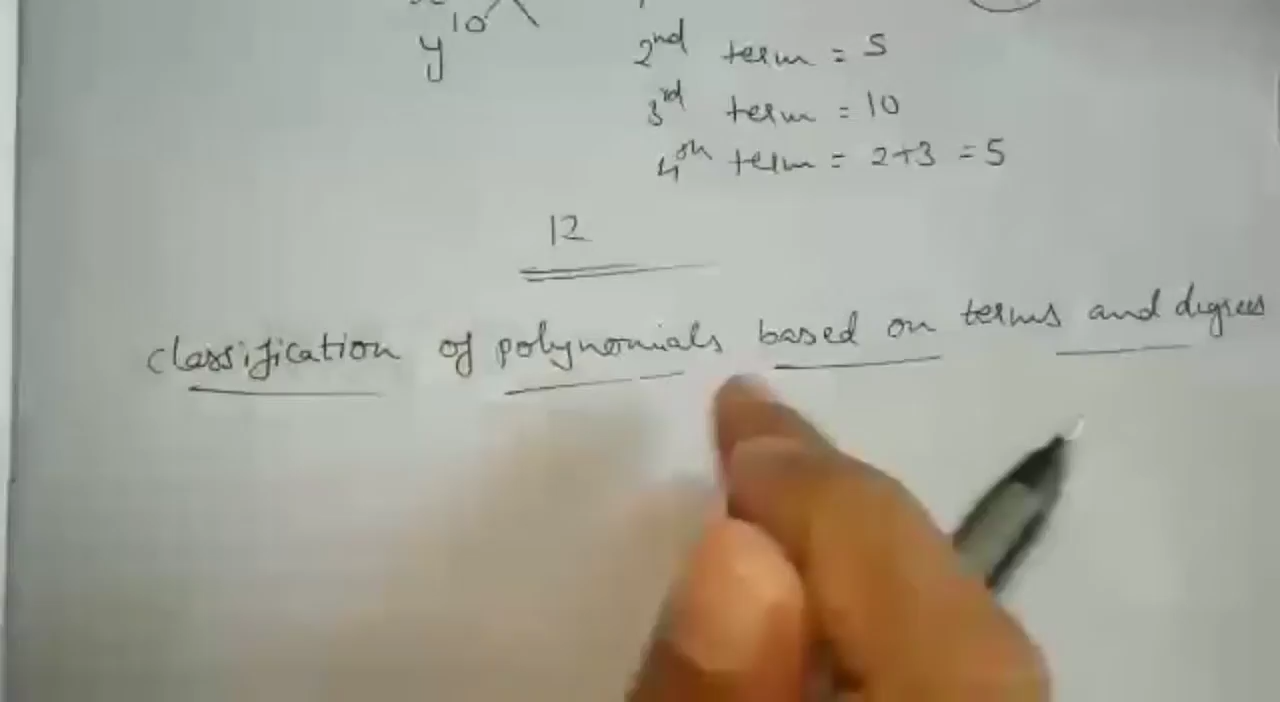 y¹⁰
2nd term = 5
3rd term = 10
4th term = 2+3 = 5
12
classification of polynomials based on terms and degrees